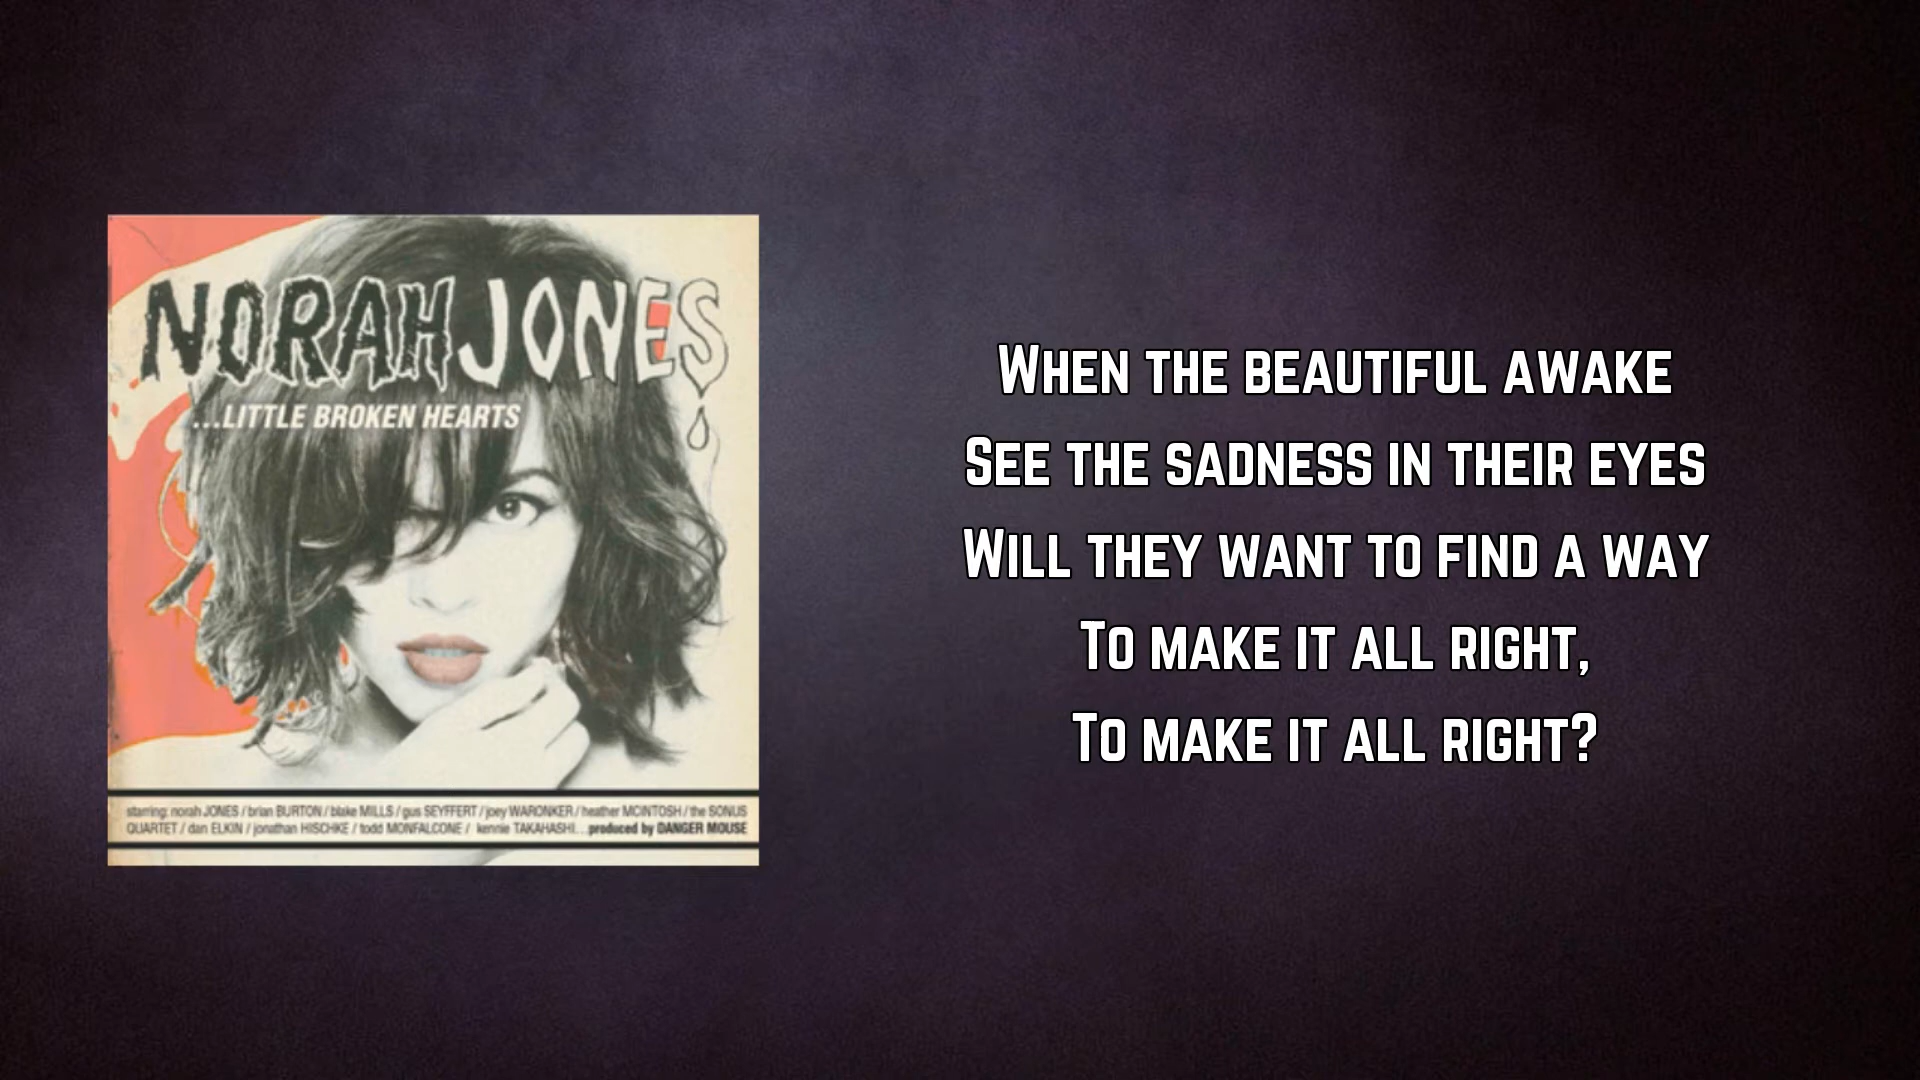 NORAH JONES
...LITTLE BROKEN HEARTS
starring: norah JONES / brian BURTON / blake MILLS / gus SEYFFERT / joey WARONKER / heather MCINTOSH / the SONUS
QUARTET / dan ELKIN / jonathan HISCHKE / todd MONFALCONE / kennie TAKAHASHI... produced by DANGER MOUSE
When the beautiful awake
See the sadness in their eyes
Will they want to find a way
To make it all right,
To make it all right?